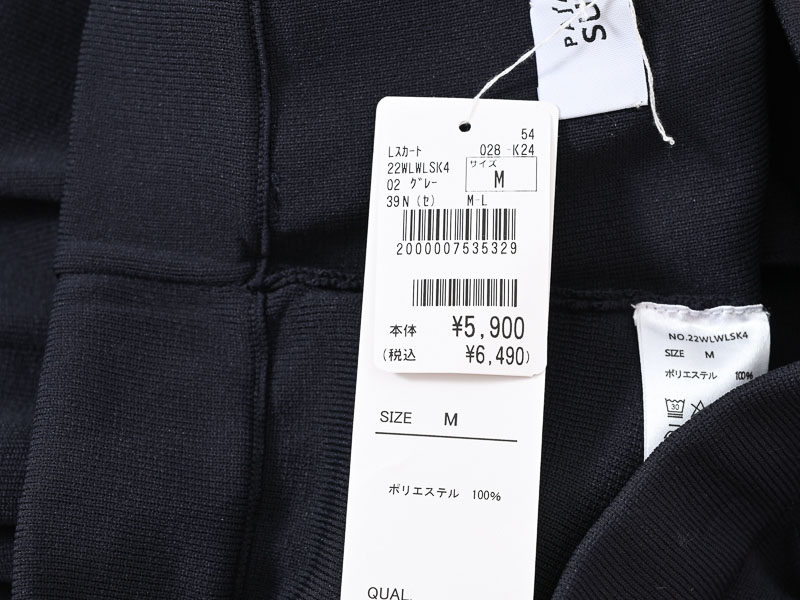 54
Lスカート 028 -K24
22WLWLSK4 サイズ
02 グレー M
39N (セ) M-L
2000007535329
本体 ¥5,900
(税込 ¥6,490)
SIZE M
ポリエステル 100%
QUAL.
NO.22WLWLSK4
SIZE M
ポリエステル 100%
30